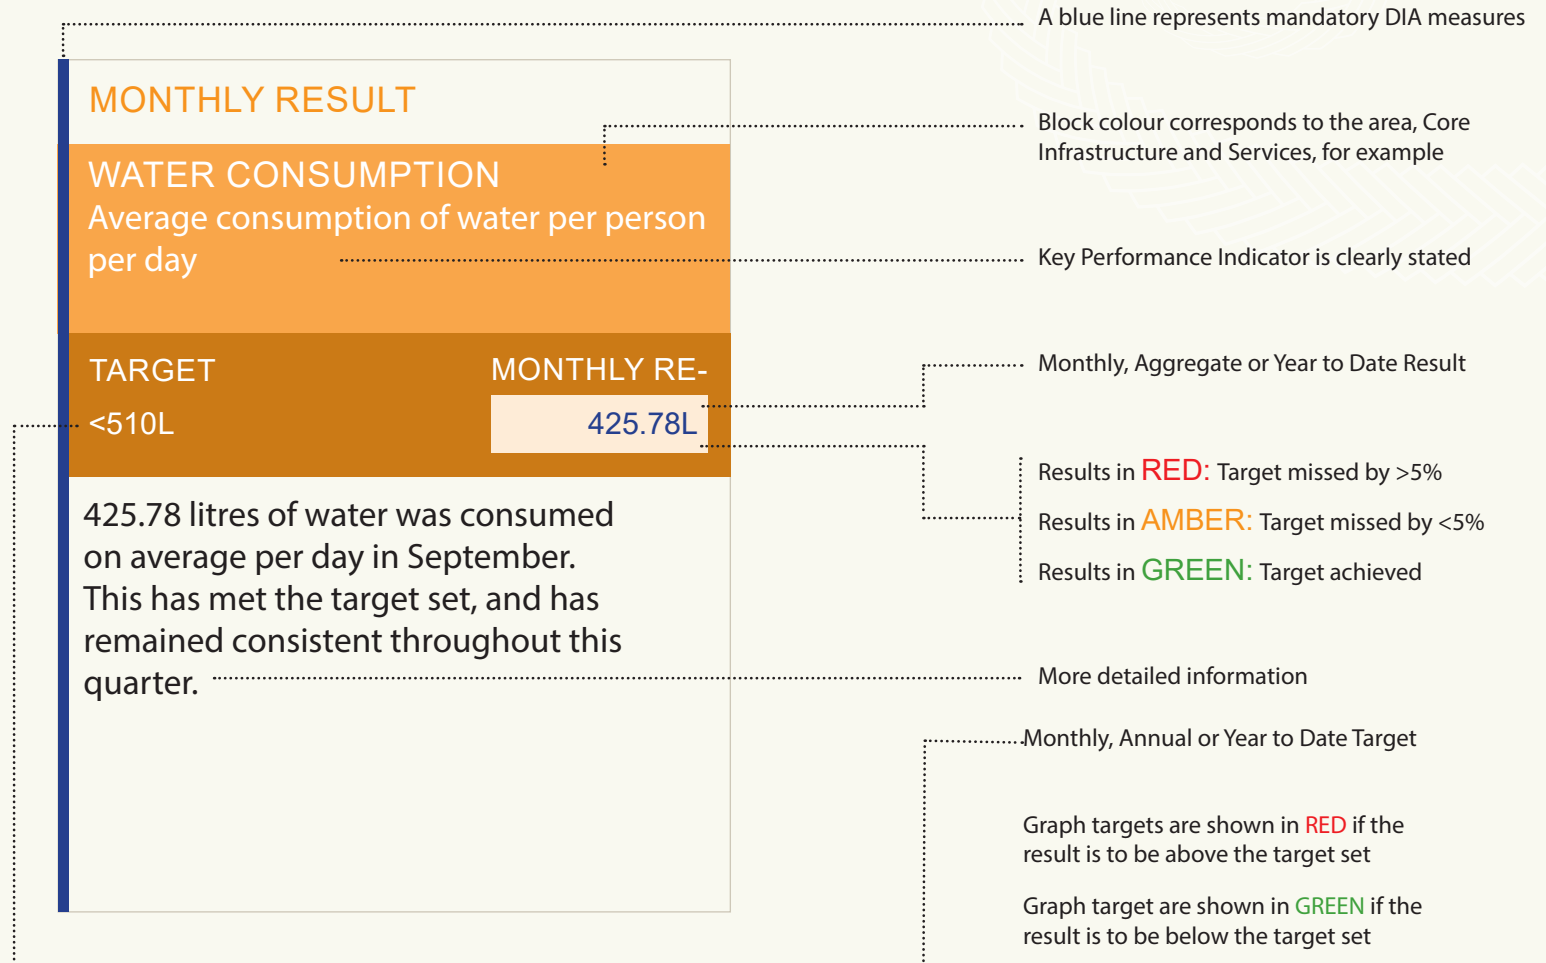 A blue line represents mandatory DIA measures
MONTHLY RESULT
WATER CONSUMPTION
Average consumption of water per person
per day
TARGET
<510L
MONTHLY RE-
425.78L
425.78 litres of water was consumed
on average per day in September.
This has met the target set, and has
remained consistent throughout this
quarter.
Block colour corresponds to the area, Core
Infrastructure and Services, for example
Key Performance Indicator is clearly stated
Monthly, Aggregate or Year to Date Result
Results in RED: Target missed by >5%
Results in AMBER: Target missed by <5%
Results in GREEN: Target achieved
More detailed information
Monthly, Annual or Year to Date Target
Graph targets are shown in RED if the
result is to be above the target set
Graph target are shown in GREEN if the
result is to be below the target set